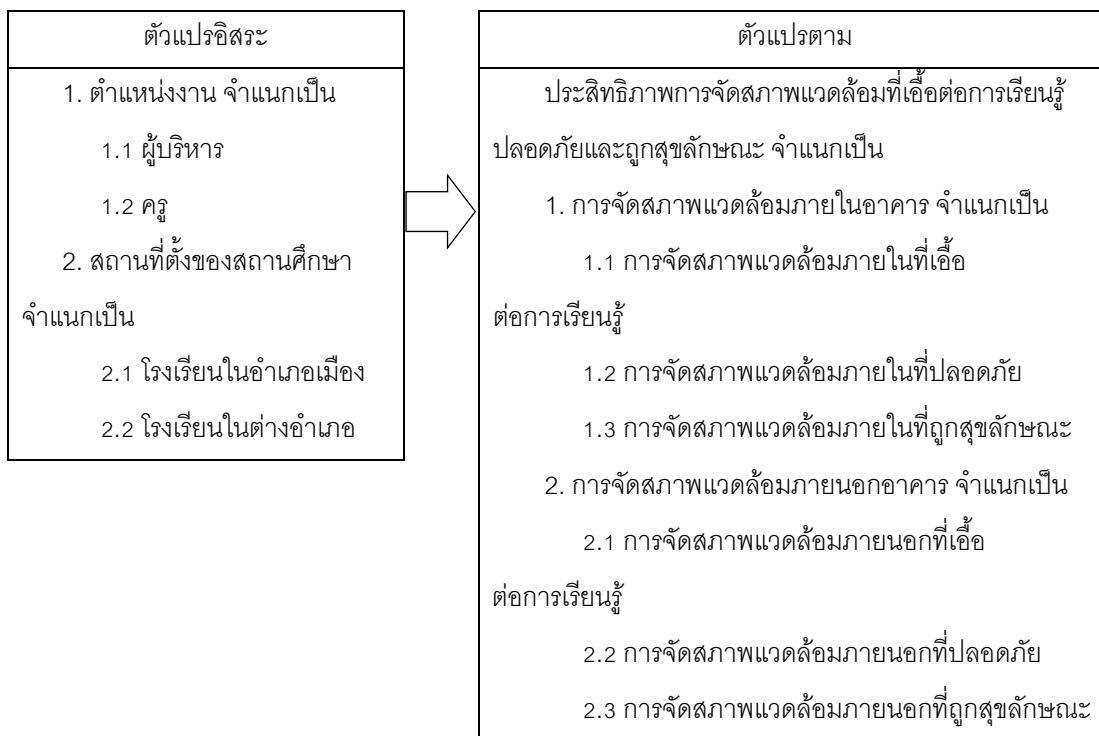 ตัวแปรอิสระ
1. ตำแหน่งงาน จำแนกเป็น
1.1 ผู้บริหาร
1.2 ครู
2. สถานที่ตั้งของสถานศึกษา
จำแนกเป็น
2.1 โรงเรียนในอำเภอเมือง
2.2 โรงเรียนในต่างอำเภอ
ตัวแปรตาม
ประสิทธิภาพการจัดสภาพแวดล้อมที่เอื้อต่อการเรียนรู้
ปลอดภัยและถูกสุขลักษณะ จำแนกเป็น
1. การจัดสภาพแวดล้อมภายในอาคาร จำแนกเป็น
1.1 การจัดสภาพแวดล้อมภายในที่เอื้อ
ต่อการเรียนรู้
1.2 การจัดสภาพแวดล้อมภายในที่ปลอดภัย
1.3 การจัดสภาพแวดล้อมภายในที่ถูกสุขลักษณะ
2. การจัดสภาพแวดล้อมภายนอกอาคาร จำแนกเป็น
2.1 การจัดสภาพแวดล้อมภายนอกที่เอื้อ
ต่อการเรียนรู้
2.2 การจัดสภาพแวดล้อมภายนอกที่ปลอดภัย
2.3 การจัดสภาพแวดล้อมภายนอกที่ถูกสุขลักษณะ